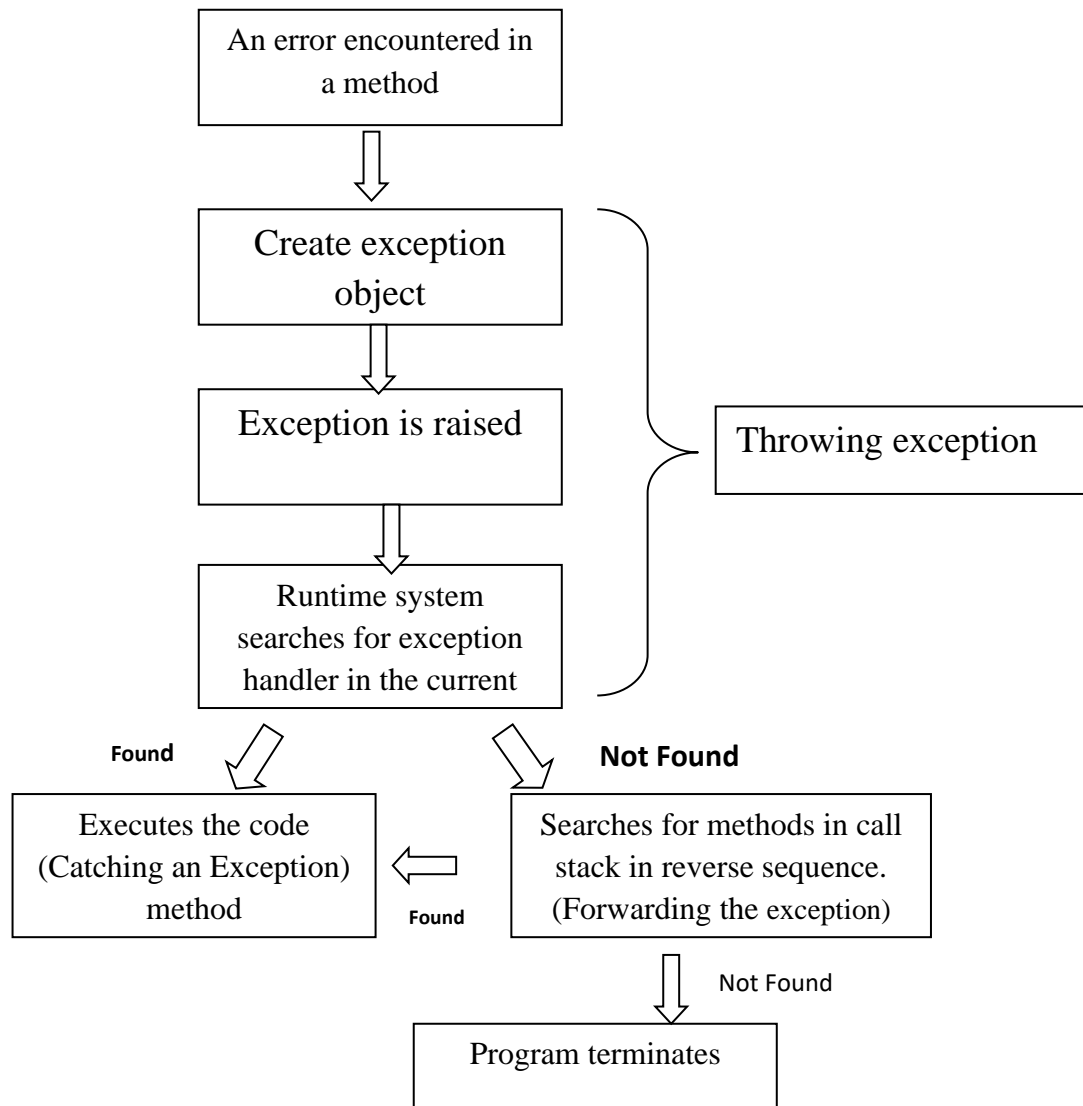 An error encountered in
a method
Create exception
object
Exception is raised
Throwing exception
Runtime system
searches for exception
handler in the current
Found
Not Found
Executes the code
(Catching an Exception)
method
Searches for methods in call
stack in reverse sequence.
(Forwarding the exception)
Found
Not Found
Program terminates